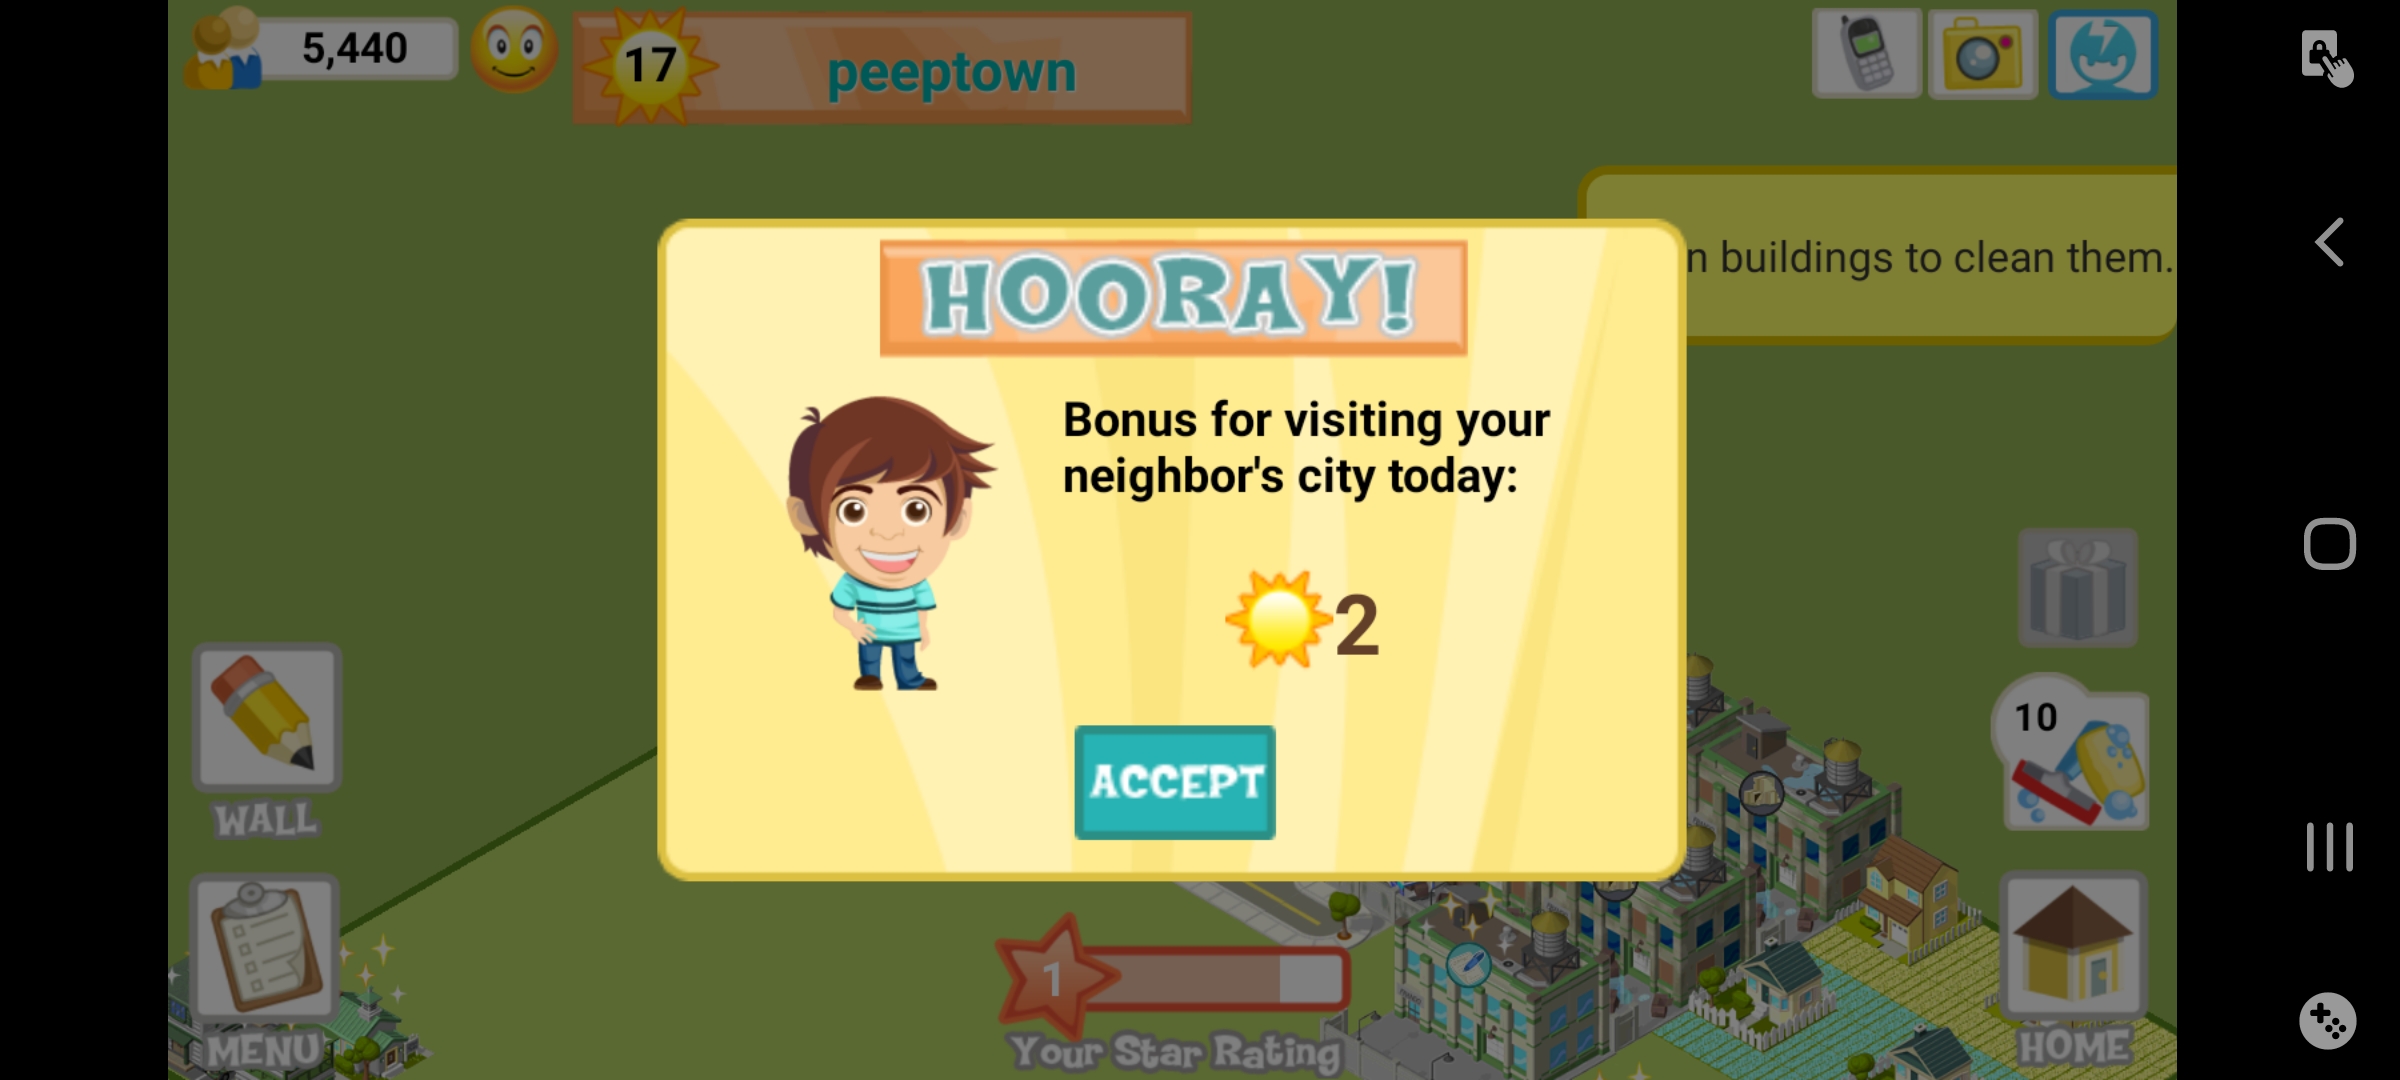 5,440
17
peeptown
n buildings to clean them.
HOORAY!
Bonus for visiting your
neighbor's city today:
2
ACCEPT
10
WALL
MENU
1
Your Star Rating
HOME